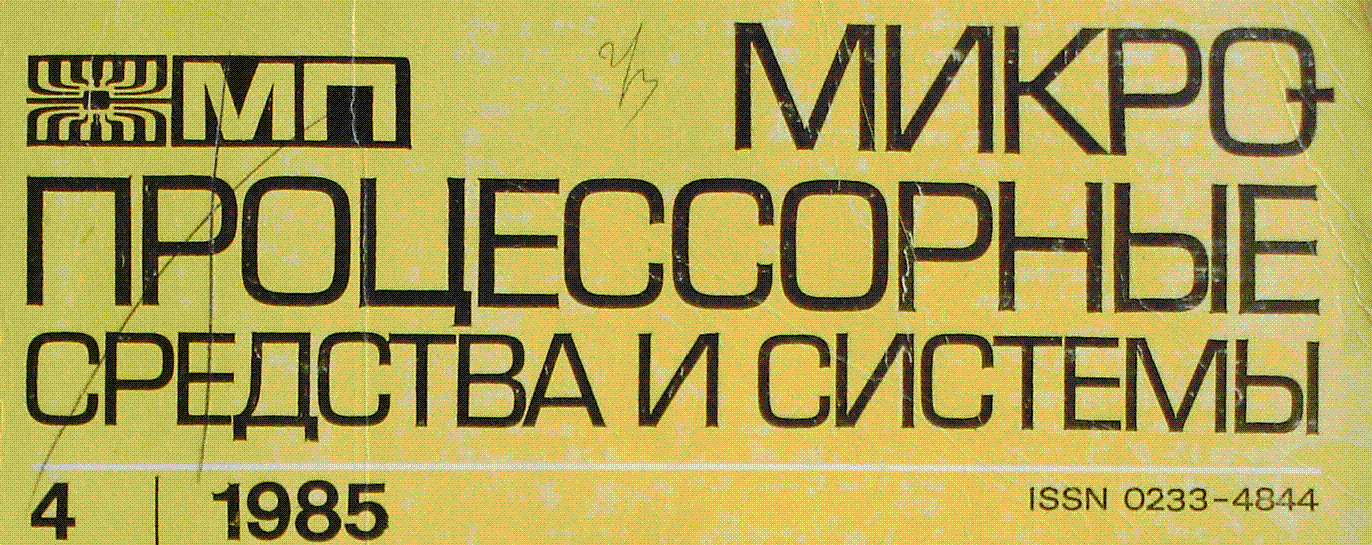 МП МИКРО-
ПРОЦЕССОРНЫЕ
СРЕДСТВА И СИСТЕМЫ
4 1985 ISSN 0233-4844